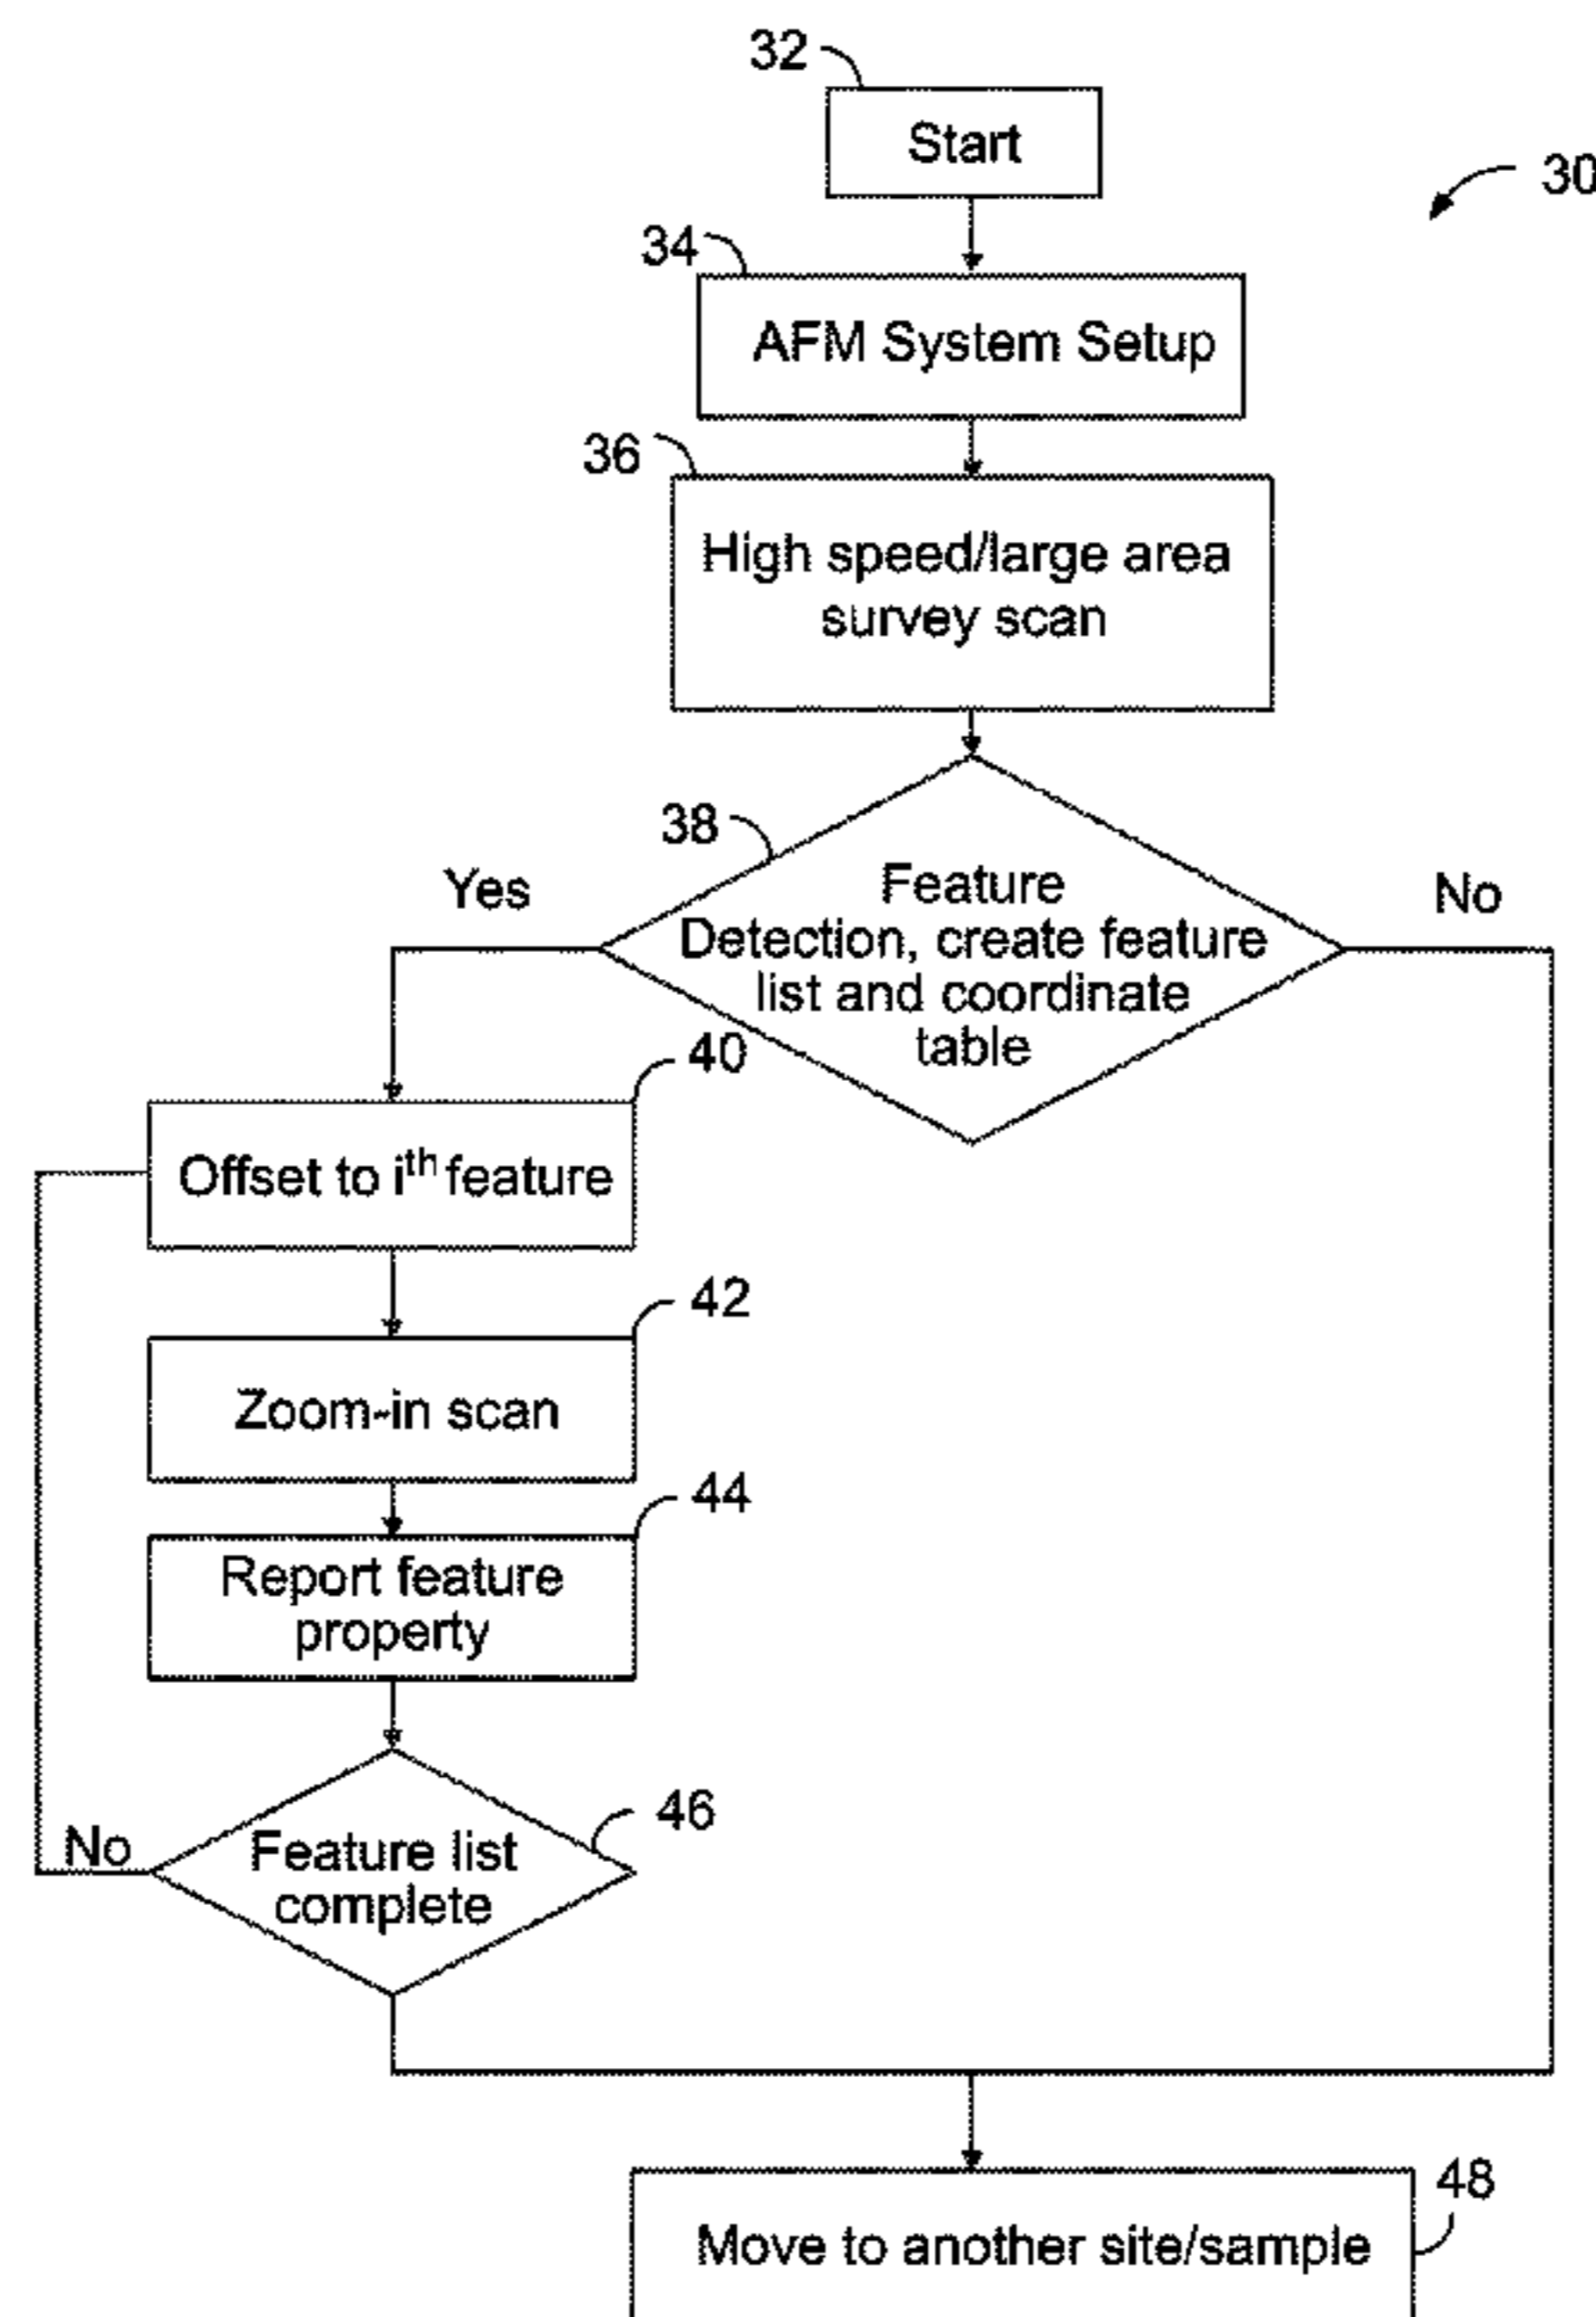 32
Start
30
34
AFM System Setup
36
High speed/large area
survey scan
38
Yes
Feature
No
Detection, create feature
list and coordinate
table
40
Offset to ith feature
42
Zoom-in scan
44
Report feature
property
46
No
Feature list
complete
48
Move to another site/sample